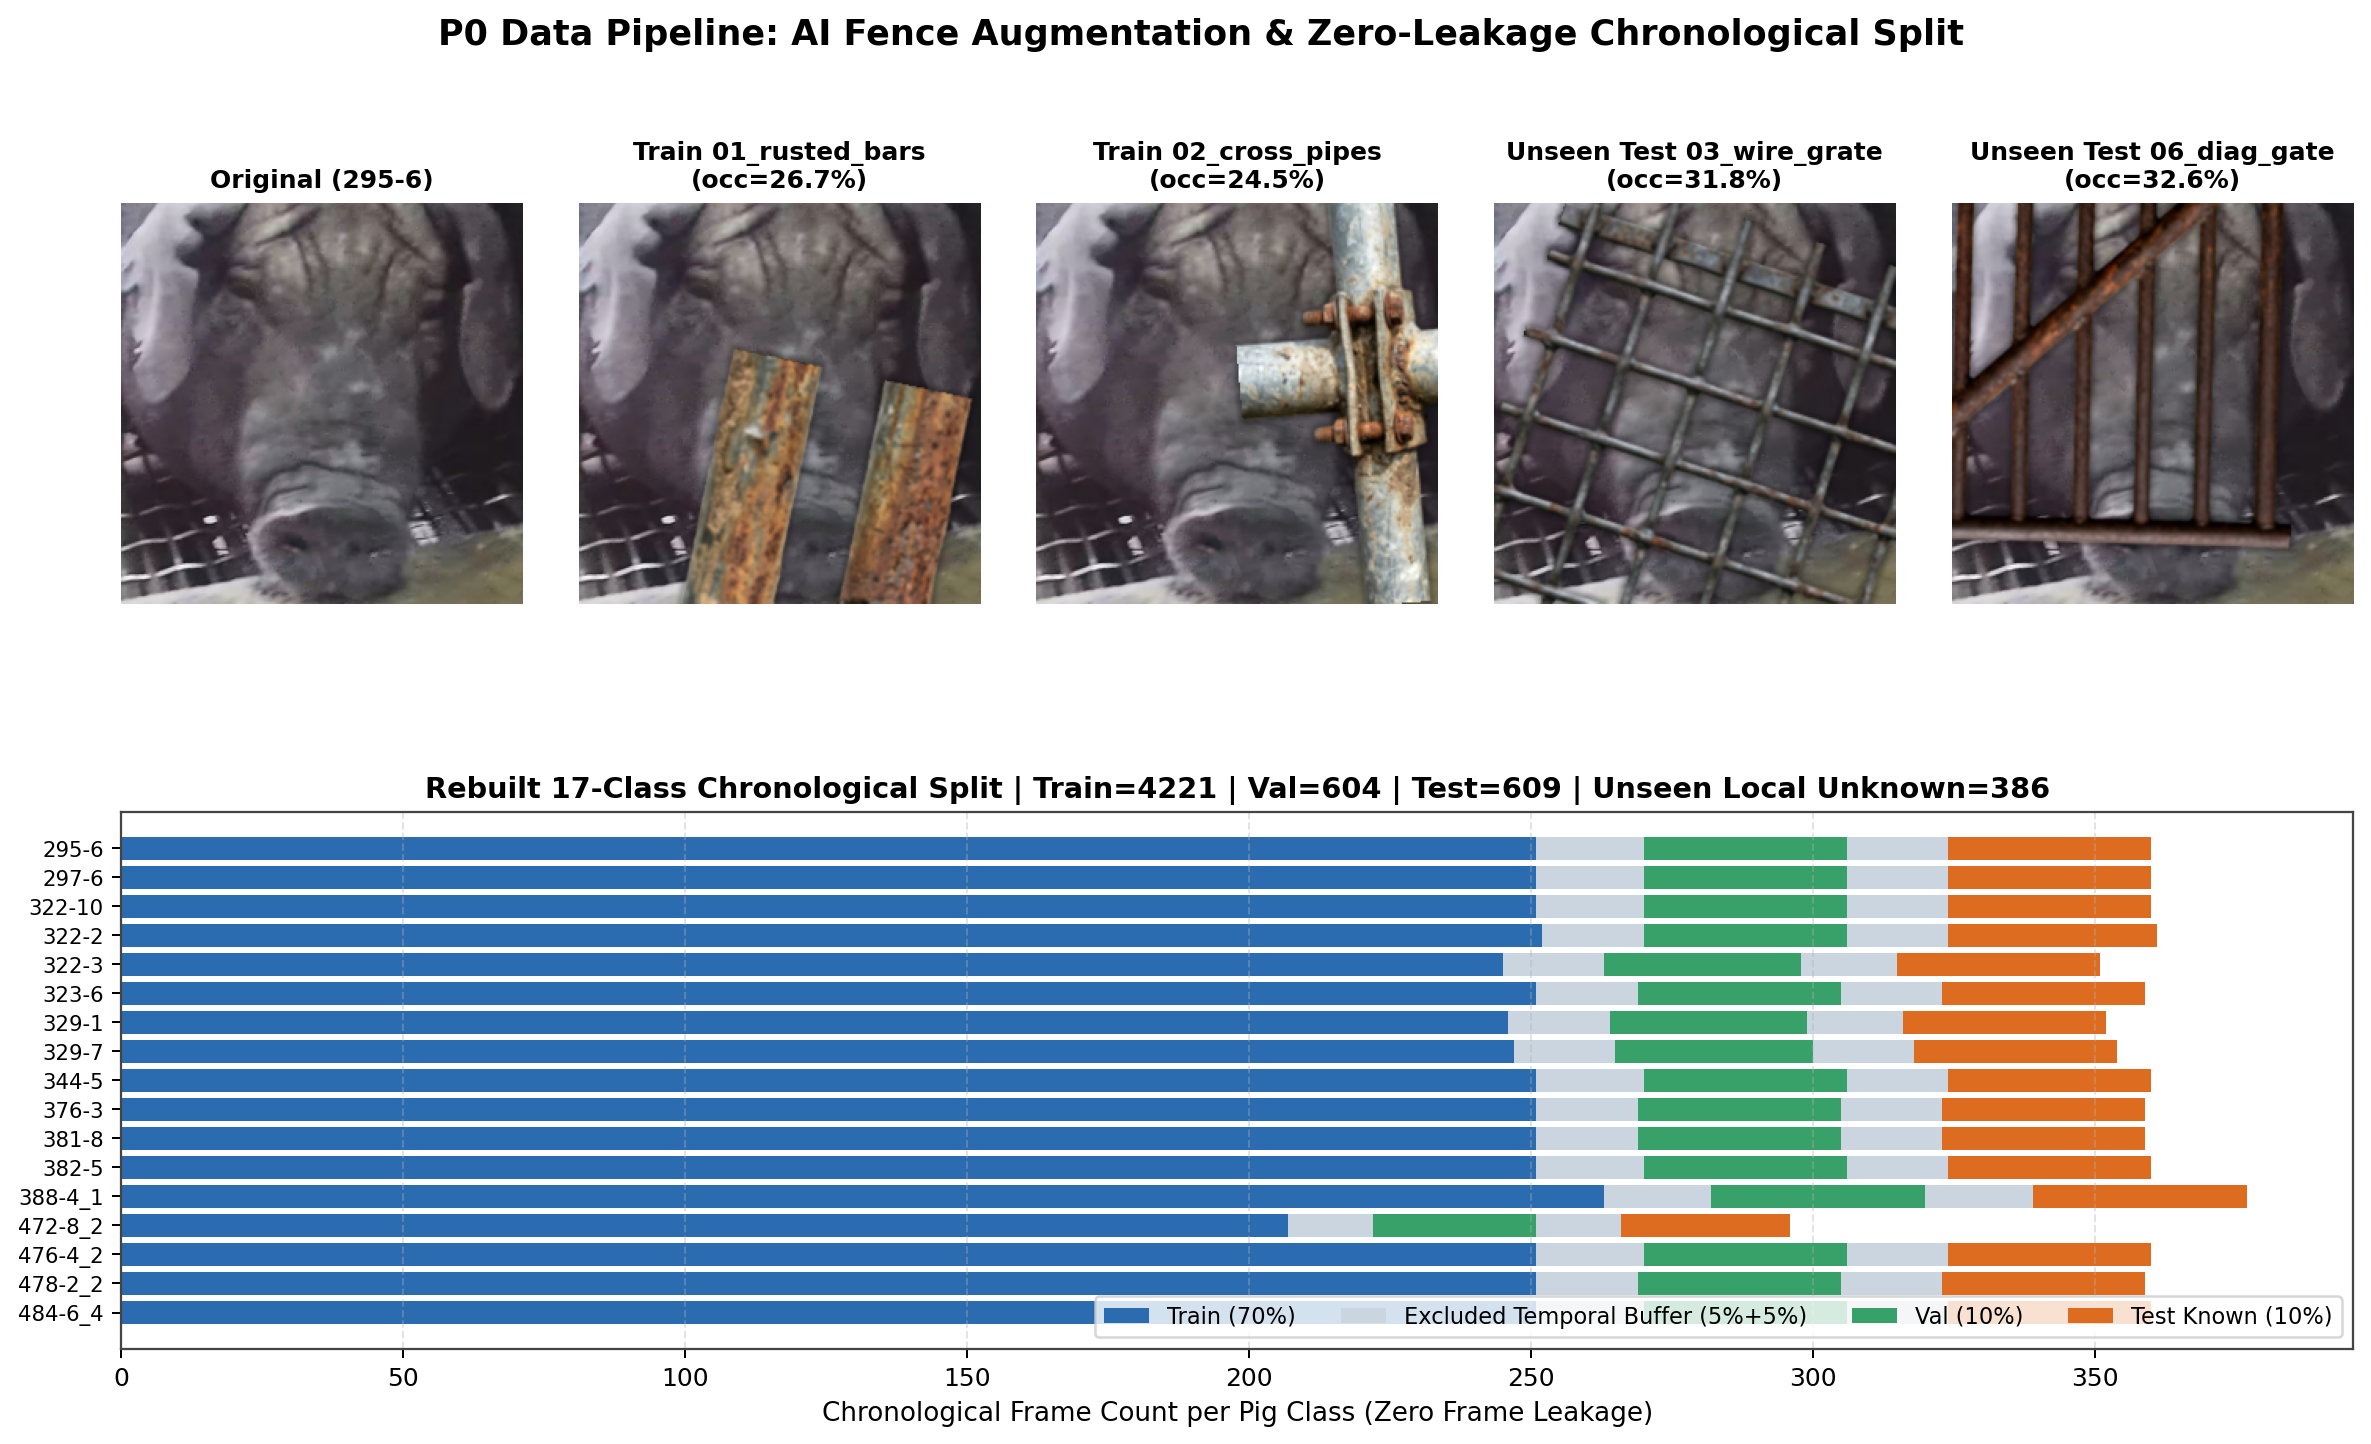 P0 Data Pipeline: AI Fence Augmentation & Zero-Leakage Chronological Split
Original (295-6)
Train 01_rusted_bars
(occ=26.7%)
Train 02_cross_pipes
(occ=24.5%)
Unseen Test 03_wire_grate
(occ=31.8%)
Unseen Test 06_diag_gate
(occ=32.6%)
Rebuilt 17-Class Chronological Split | Train=4221 | Val=604 | Test=609 | Unseen Local Unknown=386
295-6
297-6
322-10
322-2
322-3
323-6
329-1
329-7
344-5
376-3
381-8
382-5
388-4_1
472-8_2
476-4_2
478-2_2
484-6_4
Train (70%)
Excluded Temporal Buffer (5%+5%)
Val (10%)
Test Known (10%)
0 50 100 150 200 250 300 350
Chronological Frame Count per Pig Class (Zero Frame Leakage)